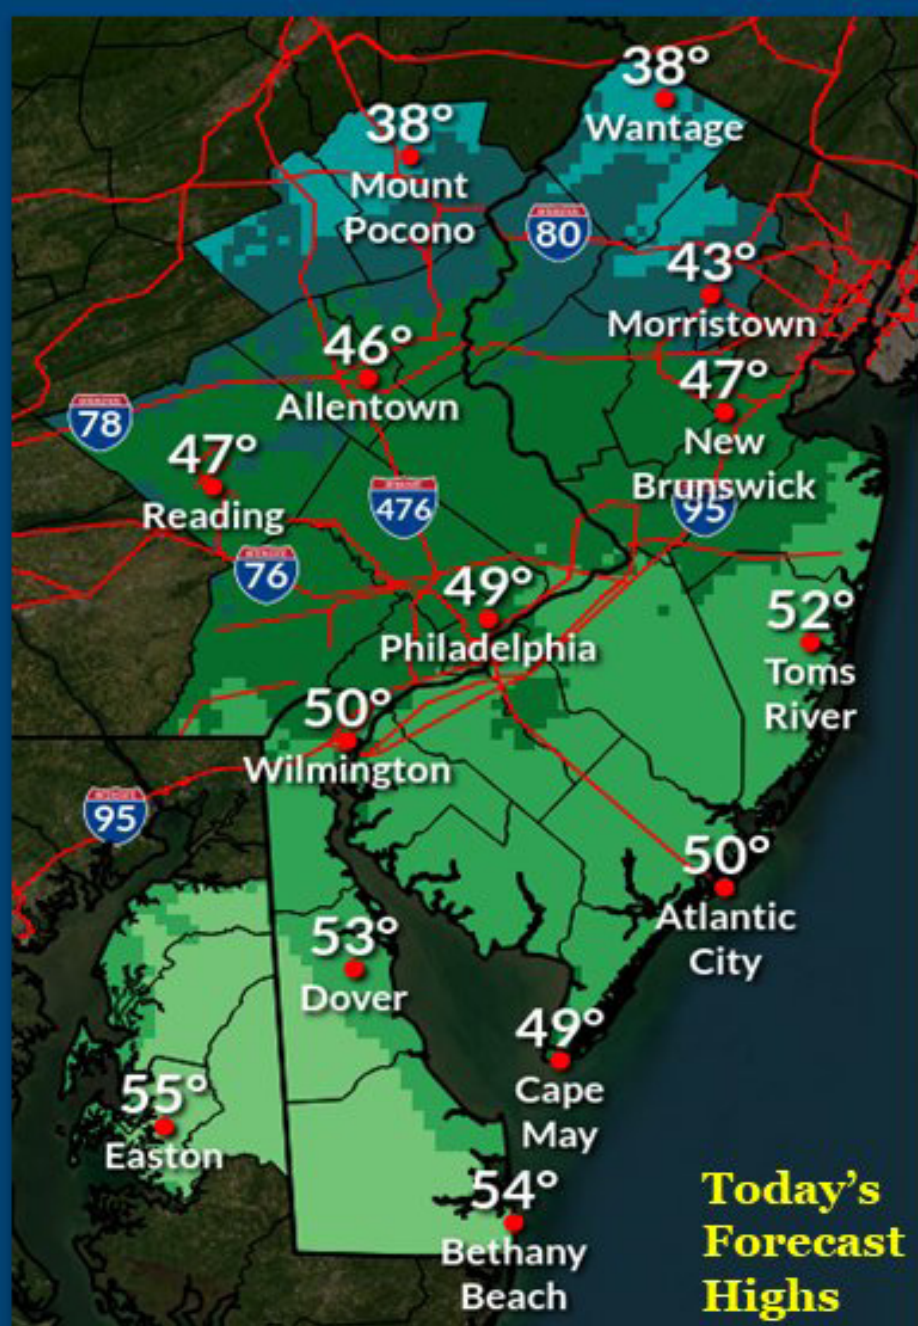 38°
Wantage
38°
Mount
Pocono
80
43°
Morristown
46°
Allentown
47°
New
Brunswick
78
47°
Reading
476
95
76
49°
Philadelphia
52°
Toms
River
50°
Wilmington
95
50°
Atlantic
City
53°
Dover
49°
Cape
May
55°
Easton
54°
Bethany
Beach
Today's
Forecast
Highs